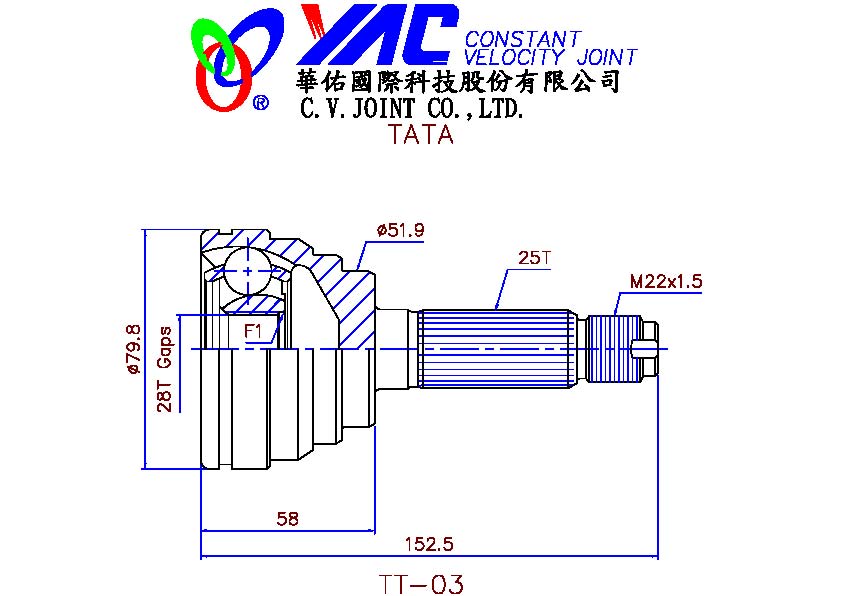 YAC CONSTANT
VELOCITY JOINT
®
華佑國際科技股份有限公司
C.V.JOINT CO.,LTD.
TATA
ø51.9
25T
M22x1.5
ø79.8
28T Gaps
F1
58
152.5
TT-03